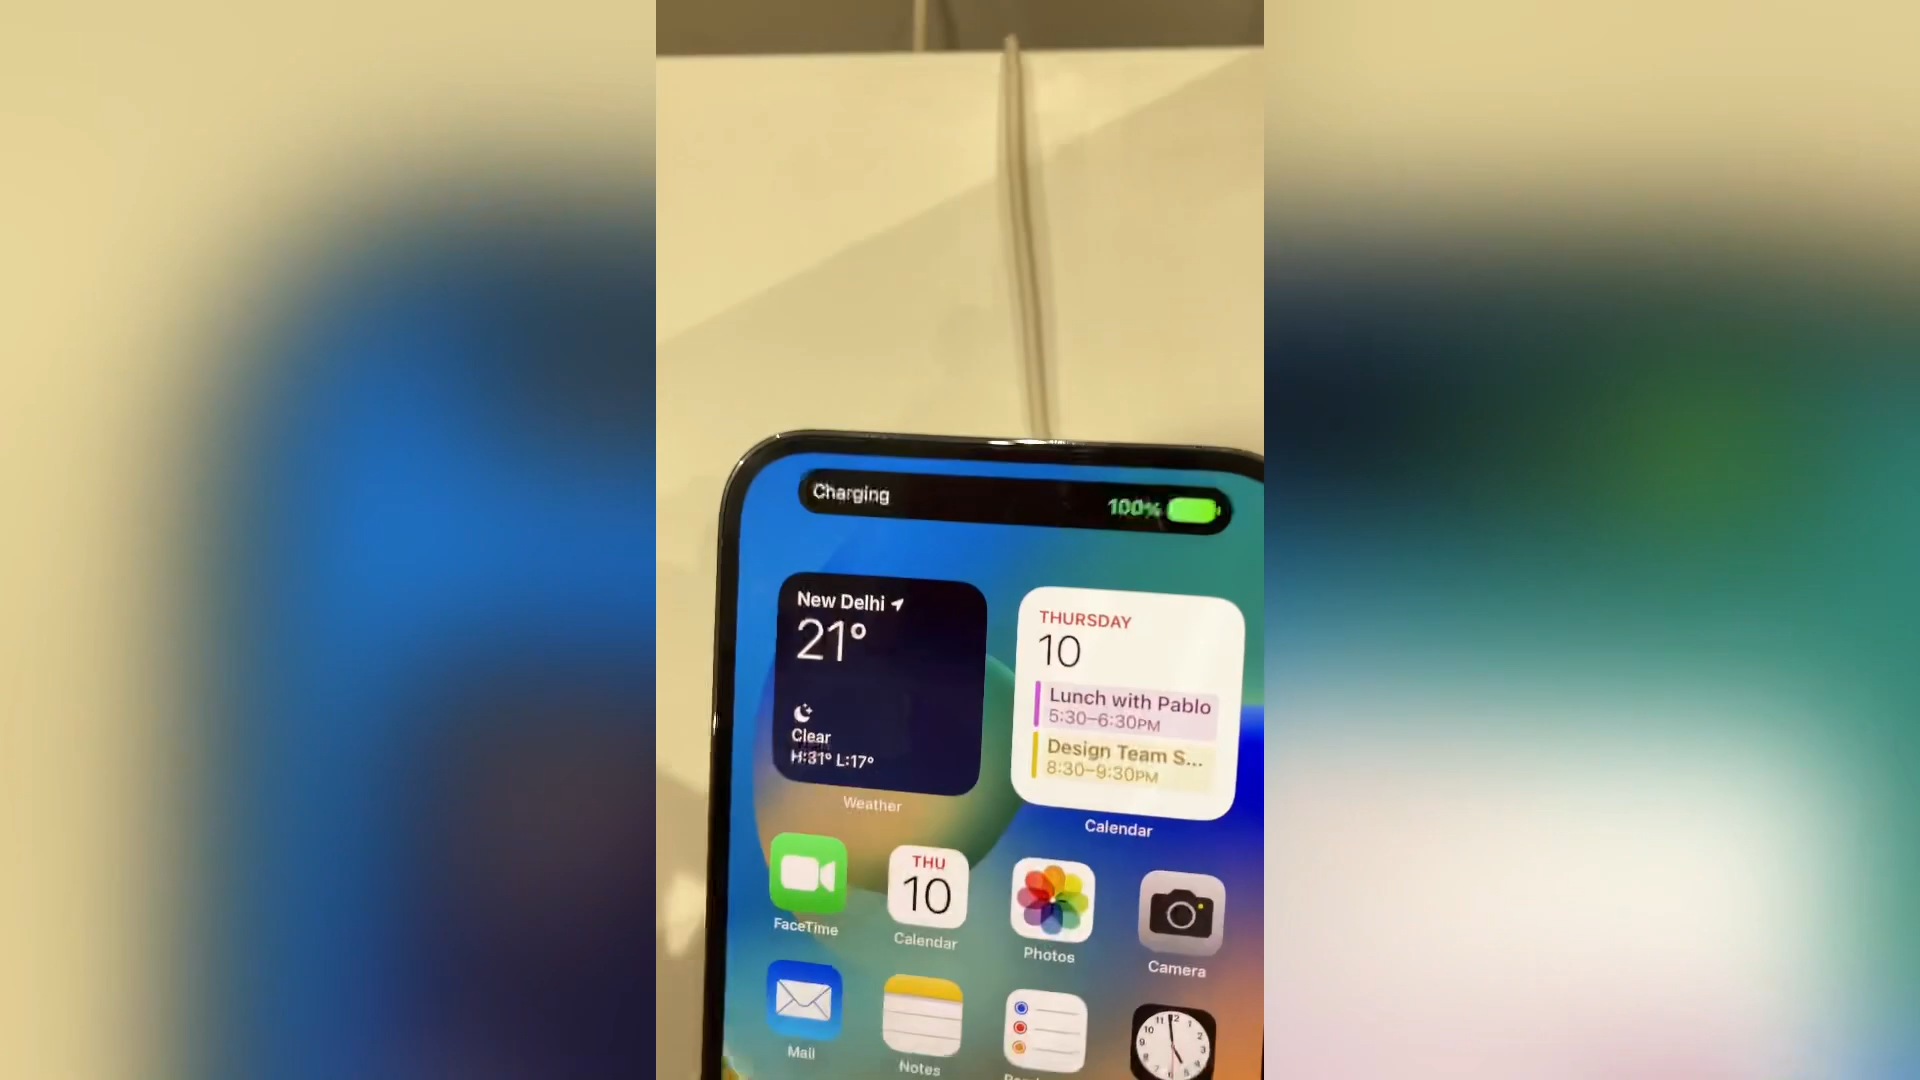 Charging
100%
New Delhi
21°
Clear
H:31° L:17°
Weather
THURSDAY
10
Lunch with Pablo
5:30–6:30PM
Design Team S...
8:30–9:30PM
Calendar
FaceTime
THU
10
Calendar
Photos
Camera
Mail
Notes